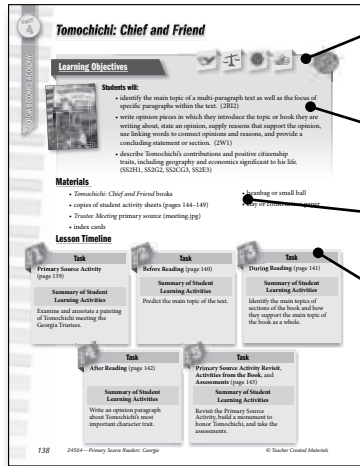 UNIT
4
Tomochichi: Chief and Friend
Learning Objectives
Students will:
• identify the main topic of a multi-paragraph text as well as the focus of
specific paragraphs within the text. (2RI2)
• write opinion pieces in which they introduce the topic or book they are
writing about, state an opinion, supply reasons that support the opinion,
use linking words to connect opinions and reasons, and provide a
concluding statement or section. (2W1)
• describe Tomochichi's contributions and positive citizenship
traits, including geography and economics significant to his life.
(SS2H1, SS2G2, SS2CG3, SS2E3)
Materials
• Tomochichi: Chief and Friend books
• copies of student activity sheets (pages 144–149)
• Trustee Meeting primary source (meeting.jpg)
• index cards
• beanbag or small ball
• clay or construction paper
Lesson Timeline
Task
Primary Source Activity
(page 139)
Summary of Student
Learning Activities
Examine and annotate a painting
of Tomochichi meeting the
Georgia Trustees.
Task
Before Reading (page 140)
Summary of Student
Learning Activities
Predict the main topic of the text.
Task
During Reading (page 141)
Summary of Student
Learning Activities
Identify the main topics of
sections of the book and how
they support the main topic of
the book as a whole.
Task
After Reading (page 142)
Summary of Student
Learning Activities
Write an opinion paragraph
about Tomochichi's most
important character trait.
Task
Primary Source Activity Revisit,
Activities from the Book, and
Assessments (page 143)
Summary of Student
Learning Activities
Revisit the Primary Source
Activity, build a monument to
honor Tomochichi, and take the
assessments.
138
24564—Primary Source Readers: Georgia
© Teacher Created Materials